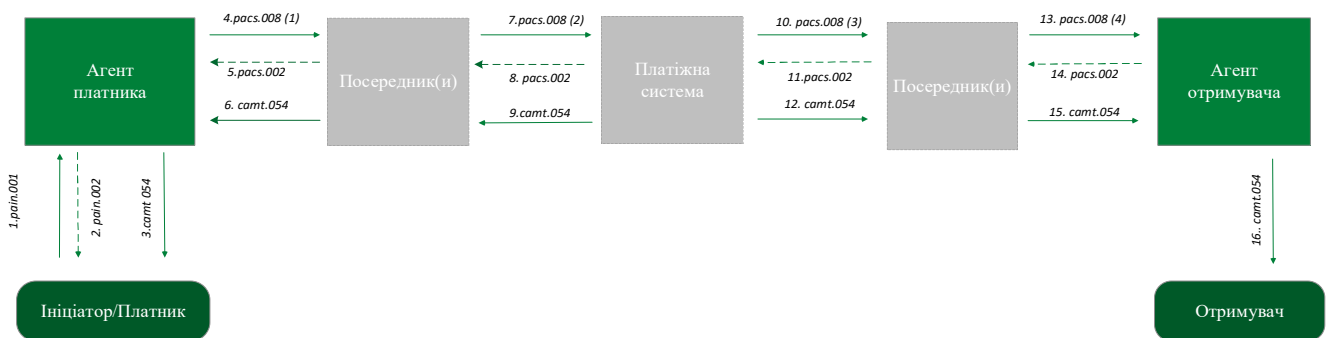 4.pacs.008 (1)
7.pacs.008 (2)
10. pacs.008 (3)
13. pacs.008 (4)
Агент
платника
5.pacs.002
Посередник(и)
8. pacs.002
Платіжна
система
11.pacs.002
Посередник(и)
14. pacs.002
Агент
отримувача
6. camt.054
9.camt.054
12. camt.054
15. camt.054
1.pain.001
2. pain.002
3.camt 054
16.. camt.054
Ініціатор/Платник
Отримувач